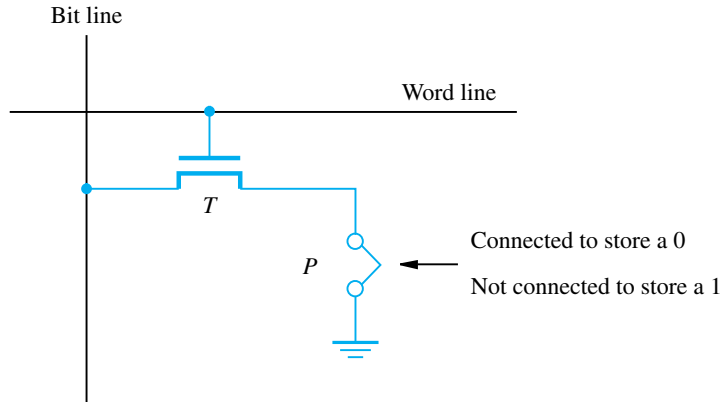 Bit line
Word line
T
P
Connected to store a 0
Not connected to store a 1